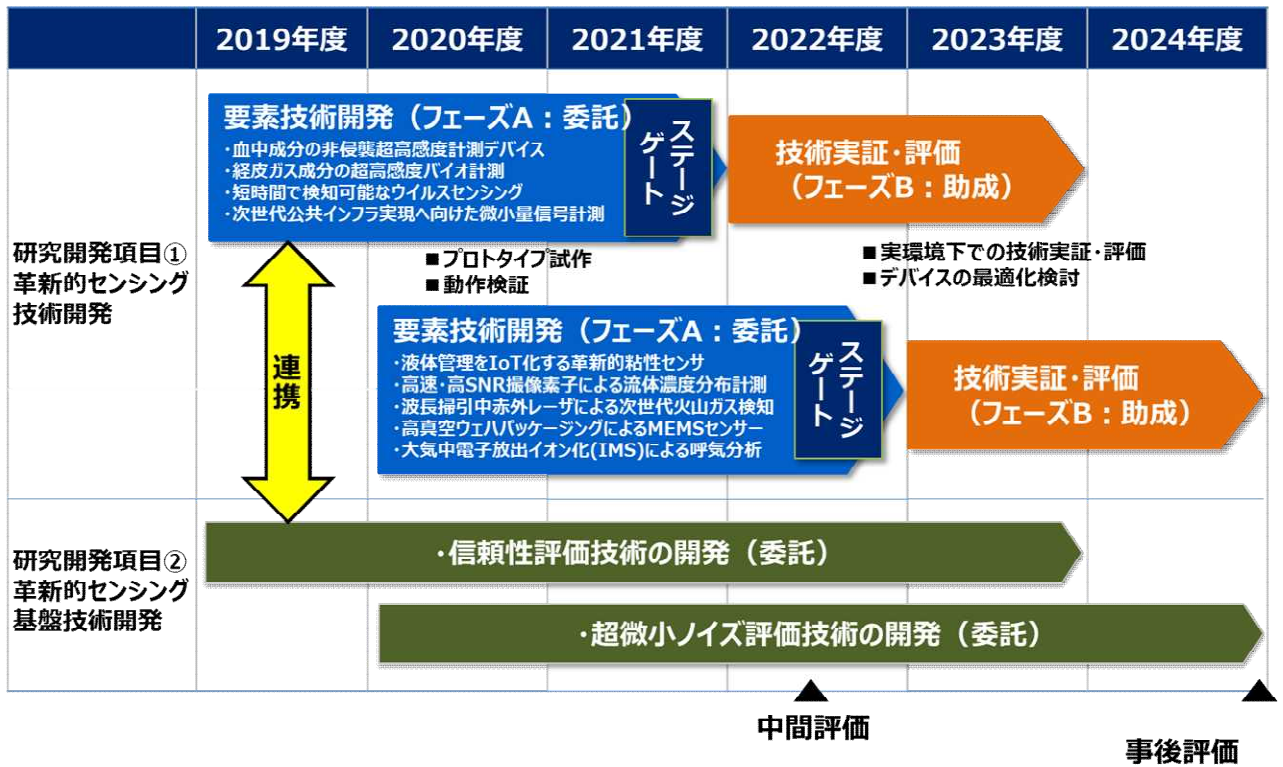 2019年度
2020年度
2021年度
2022年度
2023年度
2024年度
研究開発項目①
革新的センシング
技術開発
要素技術開発（フェーズA：委託）
・血中成分の非侵襲超高感度計測デバイス
・経皮ガス成分の超高感度バイオ計測
・短時間で検知可能なウイルスセンシング
・次世代公共インフラ実現へ向けた微小量信号計測
ステージ
ゲート
技術実証・評価
（フェーズB：助成）
■プロトタイプ試作
■動作検証
■実環境下での技術実証・評価
■デバイスの最適化検討
連携
要素技術開発（フェーズA：委託）
・液体管理をIoT化する革新的粘性センサ
・高速・高SNR撮像素子による流体濃度分布計測
・波長掃引中赤外レーザによる次世代火山ガス検知
・高真空ウェハパッケージングによるMEMSセンサー
・大気中電子放出イオン化(IMS)による呼気分析
ステージ
ゲート
技術実証・評価
（フェーズB：助成）
研究開発項目②
革新的センシング
基盤技術開発
・信頼性評価技術の開発（委託）
・超微小ノイズ評価技術の開発（委託）
中間評価
事後評価